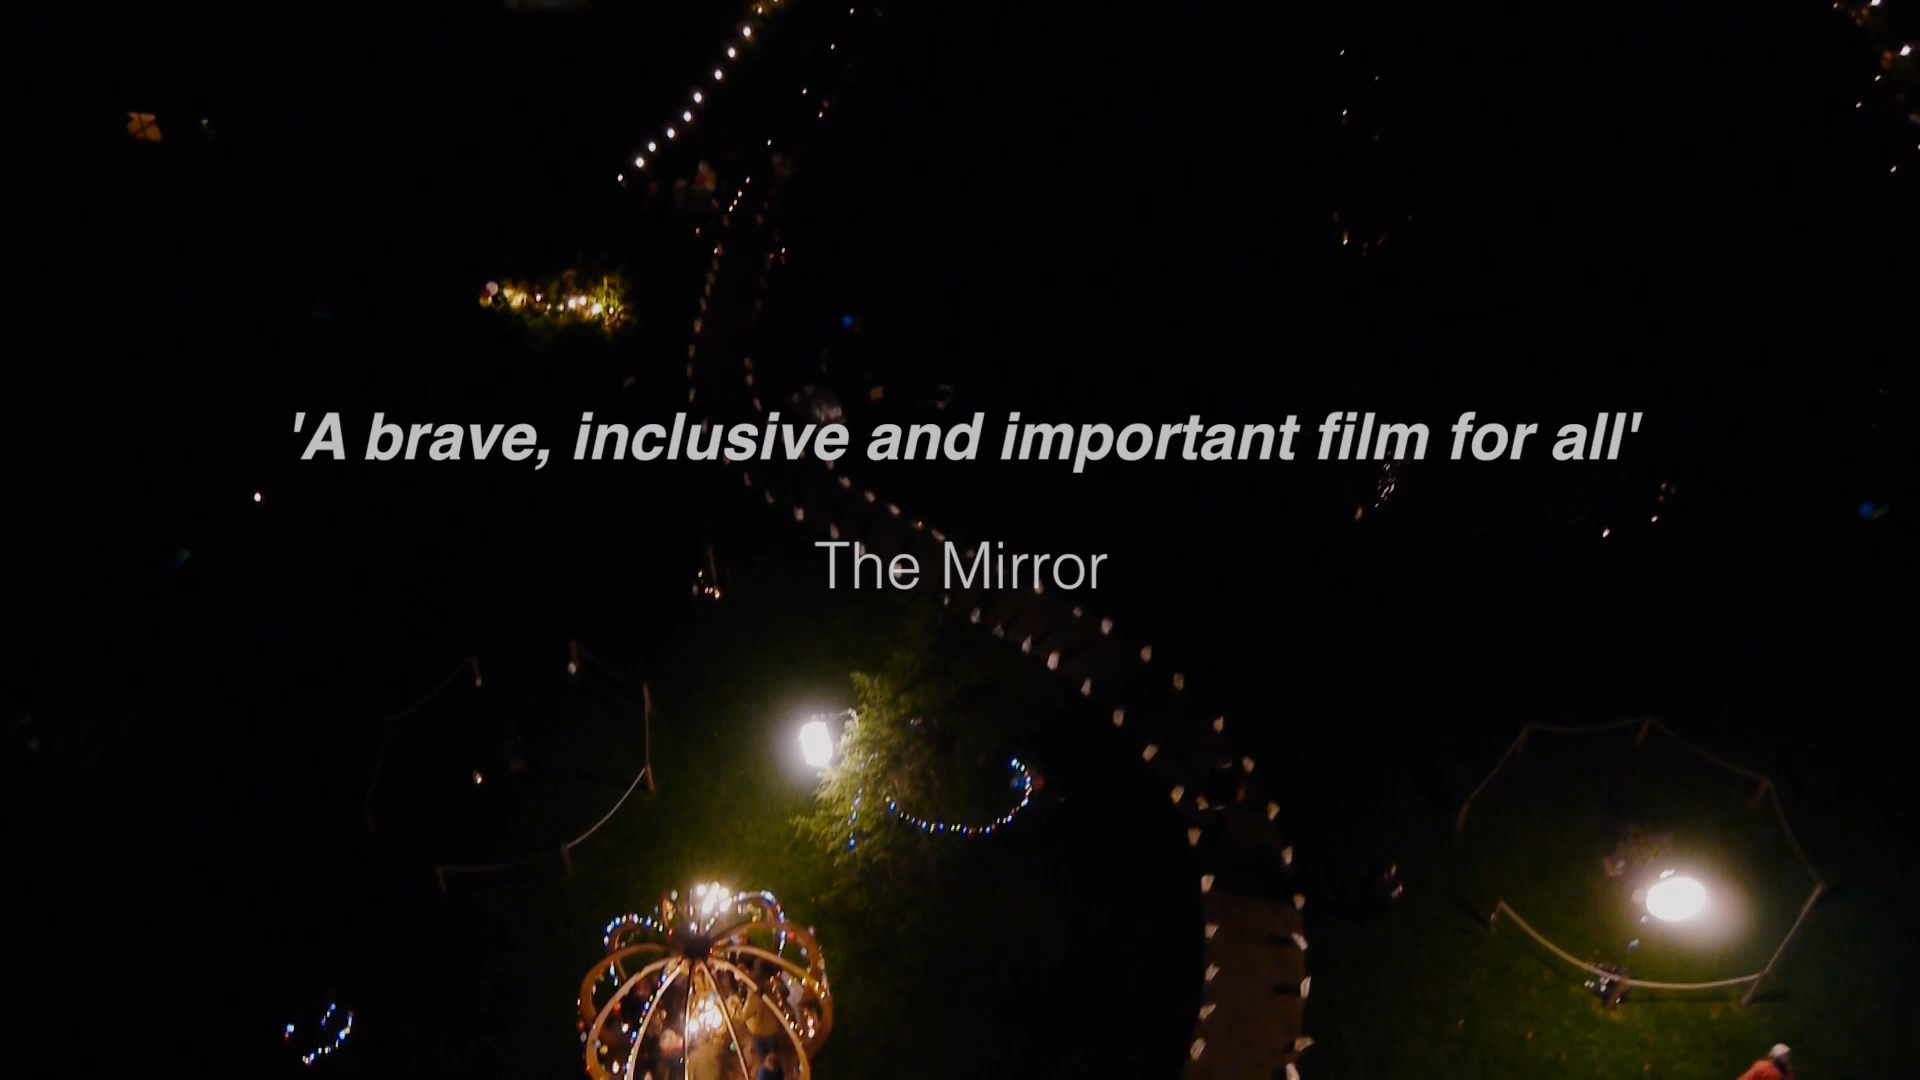 'A brave, inclusive and important film for all'
The Mirror